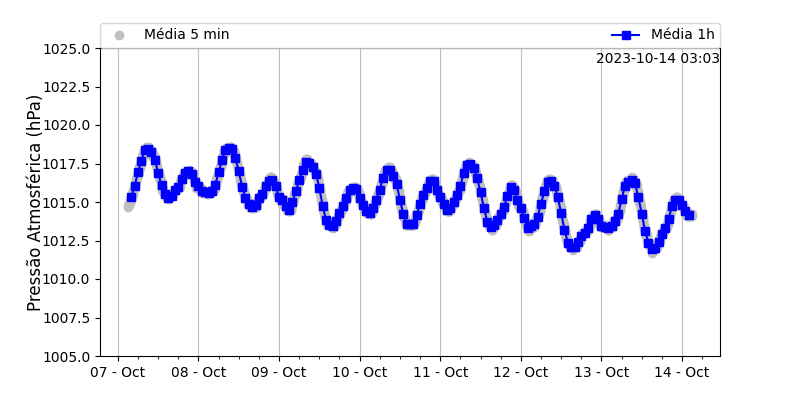 Média 5 min
Média 1h
2023-10-14 03:03
Pressão Atmosférica (hPa)
1025.0
1022.5
1020.0
1017.5
1015.0
1012.5
1010.0
1007.5
1005.0
07 - Oct
08 - Oct
09 - Oct
10 - Oct
11 - Oct
12 - Oct
13 - Oct
14 - Oct